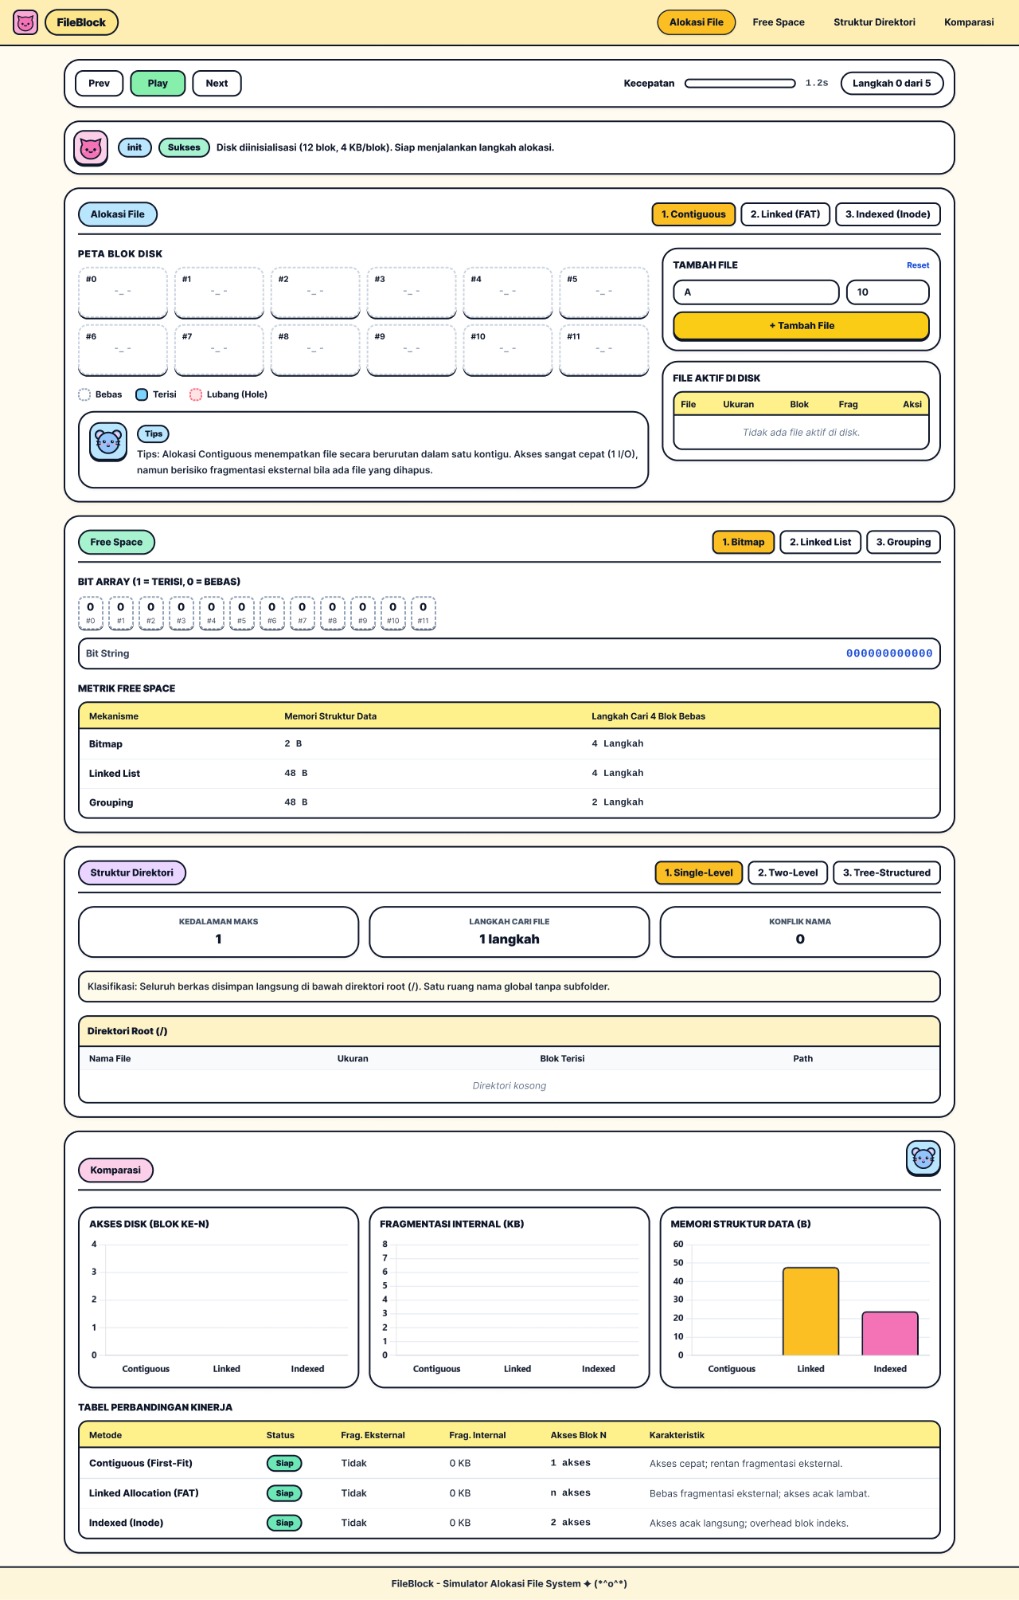 FileBlock
Alokasi File Free Space Struktur Direktori Komparasi
Prev Play Next Kecepatan 1.2s Langkah 0 dari 5
init Sukses Disk diinisialisasi (12 blok, 4 KB/blok). Siap menjalankan langkah alokasi.
Alokasi File 1. Contiguous 2. Linked (FAT) 3. Indexed (Inode)
PETA BLOK DISK
#0 #1 #2 #3 #4 #5
-_- -_- -_- -_- -_- -_-
#6 #7 #8 #9 #10 #11
-_- -_- -_- -_- -_- -_-
Bebas Terisi Lubang (Hole)
Tips
Tips: Alokasi Contiguous menempatkan file secara berurutan dalam satu kontigu. Akses sangat cepat (1 I/O),
namun berisiko fragmentasi eksternal bila ada file yang dihapus.
TAMBAH FILE Reset
A 10
+ Tambah File
FILE AKTIF DI DISK
File Ukuran Blok Frag Aksi
Tidak ada file aktif di disk.
Free Space 1. Bitmap 2. Linked List 3. Grouping
BIT ARRAY (1 = TERISI, 0 = BEBAS)
0 0 0 0 0 0 0 0 0 0 0 0
#0 #1 #2 #3 #4 #5 #6 #7 #8 #9 #10 #11
Bit String 000000000000
METRIK FREE SPACE
Mekanisme Memori Struktur Data Langkah Cari 4 Blok Bebas
Bitmap 2 B 4 Langkah
Linked List 48 B 4 Langkah
Grouping 48 B 2 Langkah
Struktur Direktori 1. Single-Level 2. Two-Level 3. Tree-Structured
KEDALAMAN MAKS LANGKAH CARI FILE KONFLIK NAMA
1 1 langkah 0
Klasifikasi: Seluruh berkas disimpan langsung di bawah direktori root (/). Satu ruang nama global tanpa subfolder.
Direktori Root (/)
Nama File Ukuran Blok Terisi Path
Direktori kosong
Komparasi
AKSES DISK (BLOK KE-N)
4
3
2
1
0
Contiguous Linked Indexed
FRAGMENTASI INTERNAL (KB)
8
7
6
5
4
3
2
1
0
Contiguous Linked Indexed
MEMORI STRUKTUR DATA (B)
60
50
40
30
20
10
0
Contiguous Linked Indexed
TABEL PERBANDINGAN KINERJA
Metode Status Frag. Eksternal Frag. Internal Akses Blok N Karakteristik
Contiguous (First-Fit) Siap Tidak 0 KB 1 akses Akses cepat; rentan fragmentasi eksternal.
Linked Allocation (FAT) Siap Tidak 0 KB n akses Bebas fragmentasi eksternal; akses acak lambat.
Indexed (Inode) Siap Tidak 0 KB 2 akses Akses acak langsung; overhead blok indeks.
FileBlock - Simulator Alokasi File System ✦ (*^o^*)